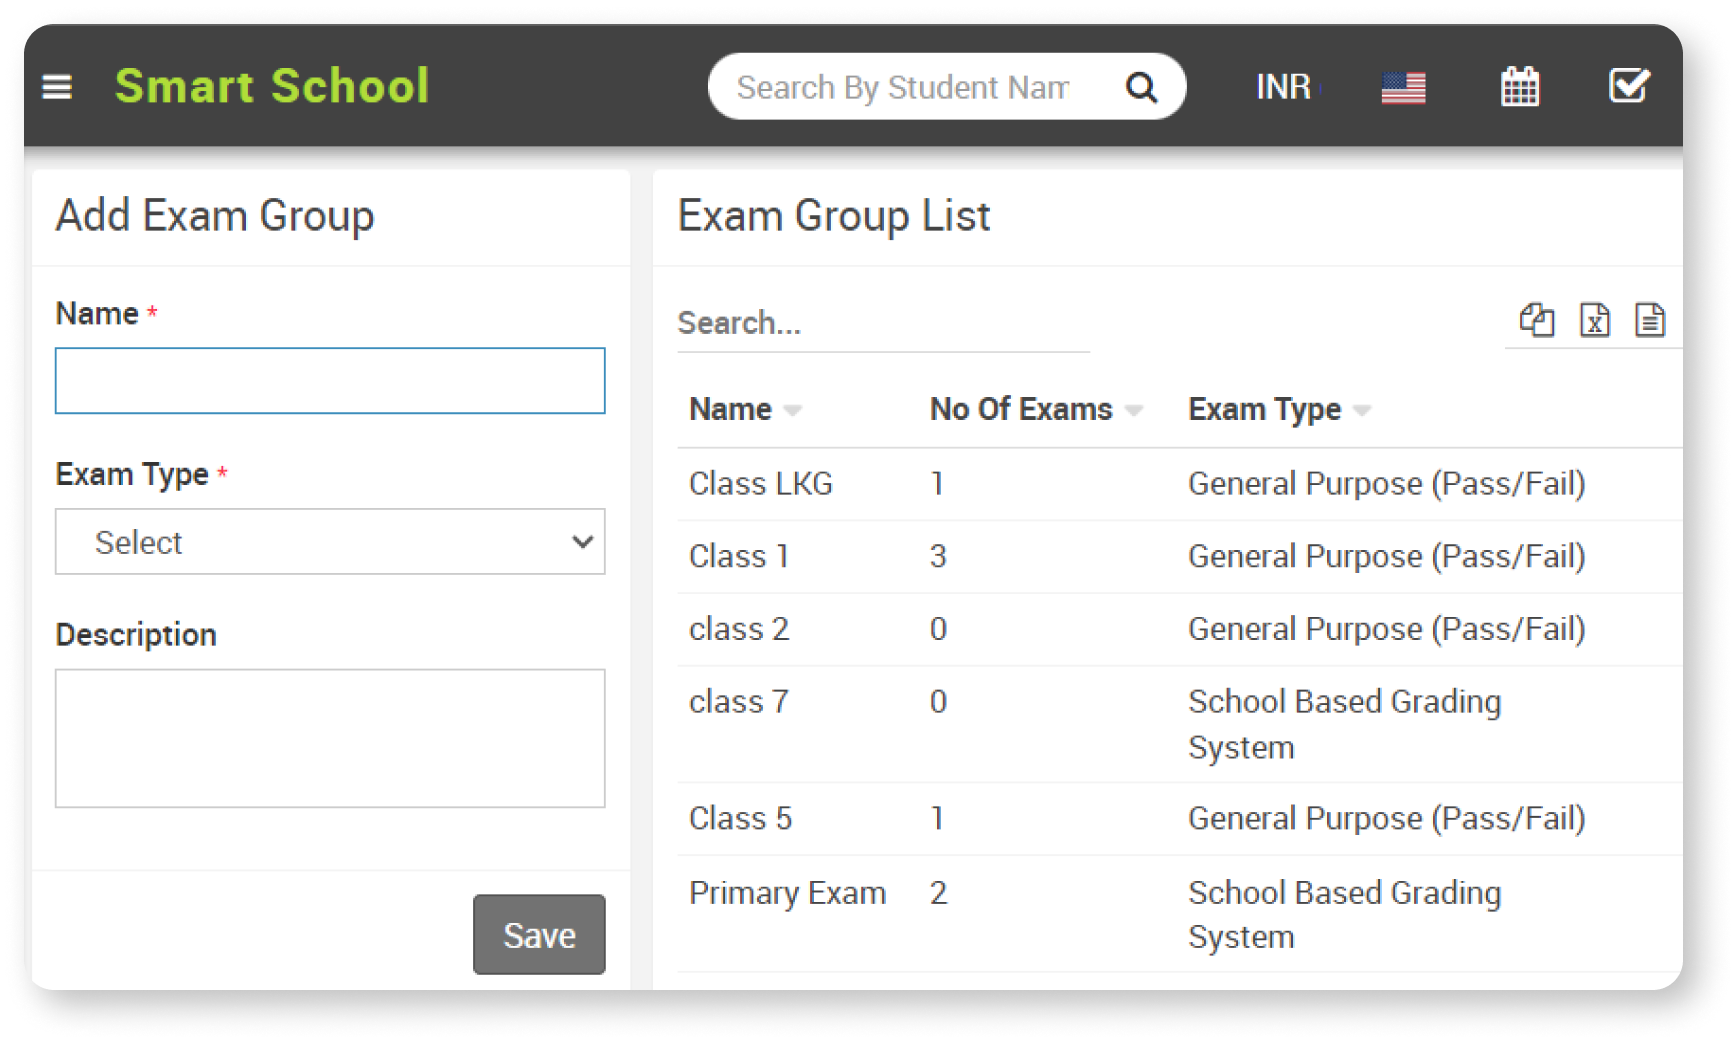 Smart School
Search By Student Nam
INR
Add Exam Group
Name *
Exam Type *
Select
Description
Save
Exam Group List
Search...
Name No Of Exams Exam Type
Class LKG 1 General Purpose (Pass/Fail)
Class 1 3 General Purpose (Pass/Fail)
class 2 0 General Purpose (Pass/Fail)
class 7 0 School Based Grading
System
Class 5 1 General Purpose (Pass/Fail)
Primary Exam 2 School Based Grading
System